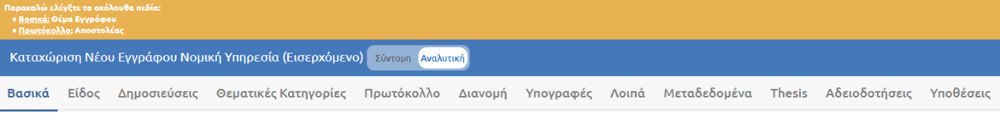 Παρακαλώ ελέγξτε τα ακόλουθα πεδία:
♦ Βασικά: Θέμα Εγγράφου
♦ Πρωτόκολλο: Αποστολέας
Καταχώριση Νέου Εγγράφου Νομική Υπηρεσία (Εισερχόμενο) Σύντομη Αναλυτική
Βασικά Είδος Δημοσιεύσεις Θεματικές Κατηγορίες Πρωτόκολλο Διανομή Υπογραφές Λοιπά Μεταδεδομένα Thesis Αδειοδοτήσεις Υποθέσεις